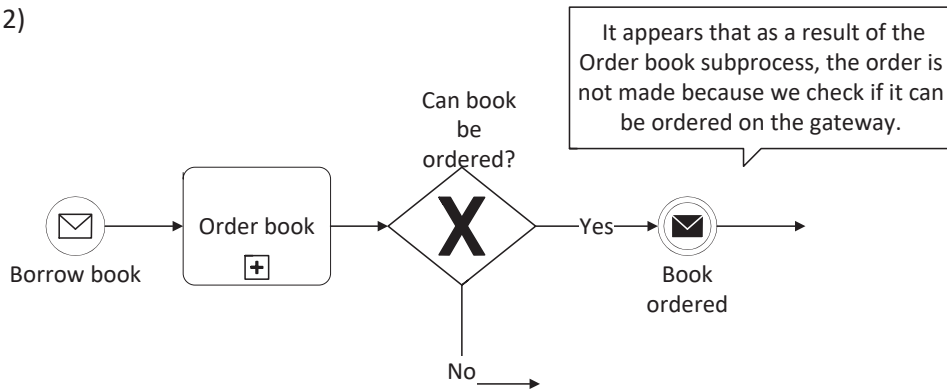 2)
It appears that as a result of the
Order book subprocess, the order is
not made because we check if it can
be ordered on the gateway.
Can book
be
ordered?
X
Order book
+
Yes
Borrow book
Book
ordered
No